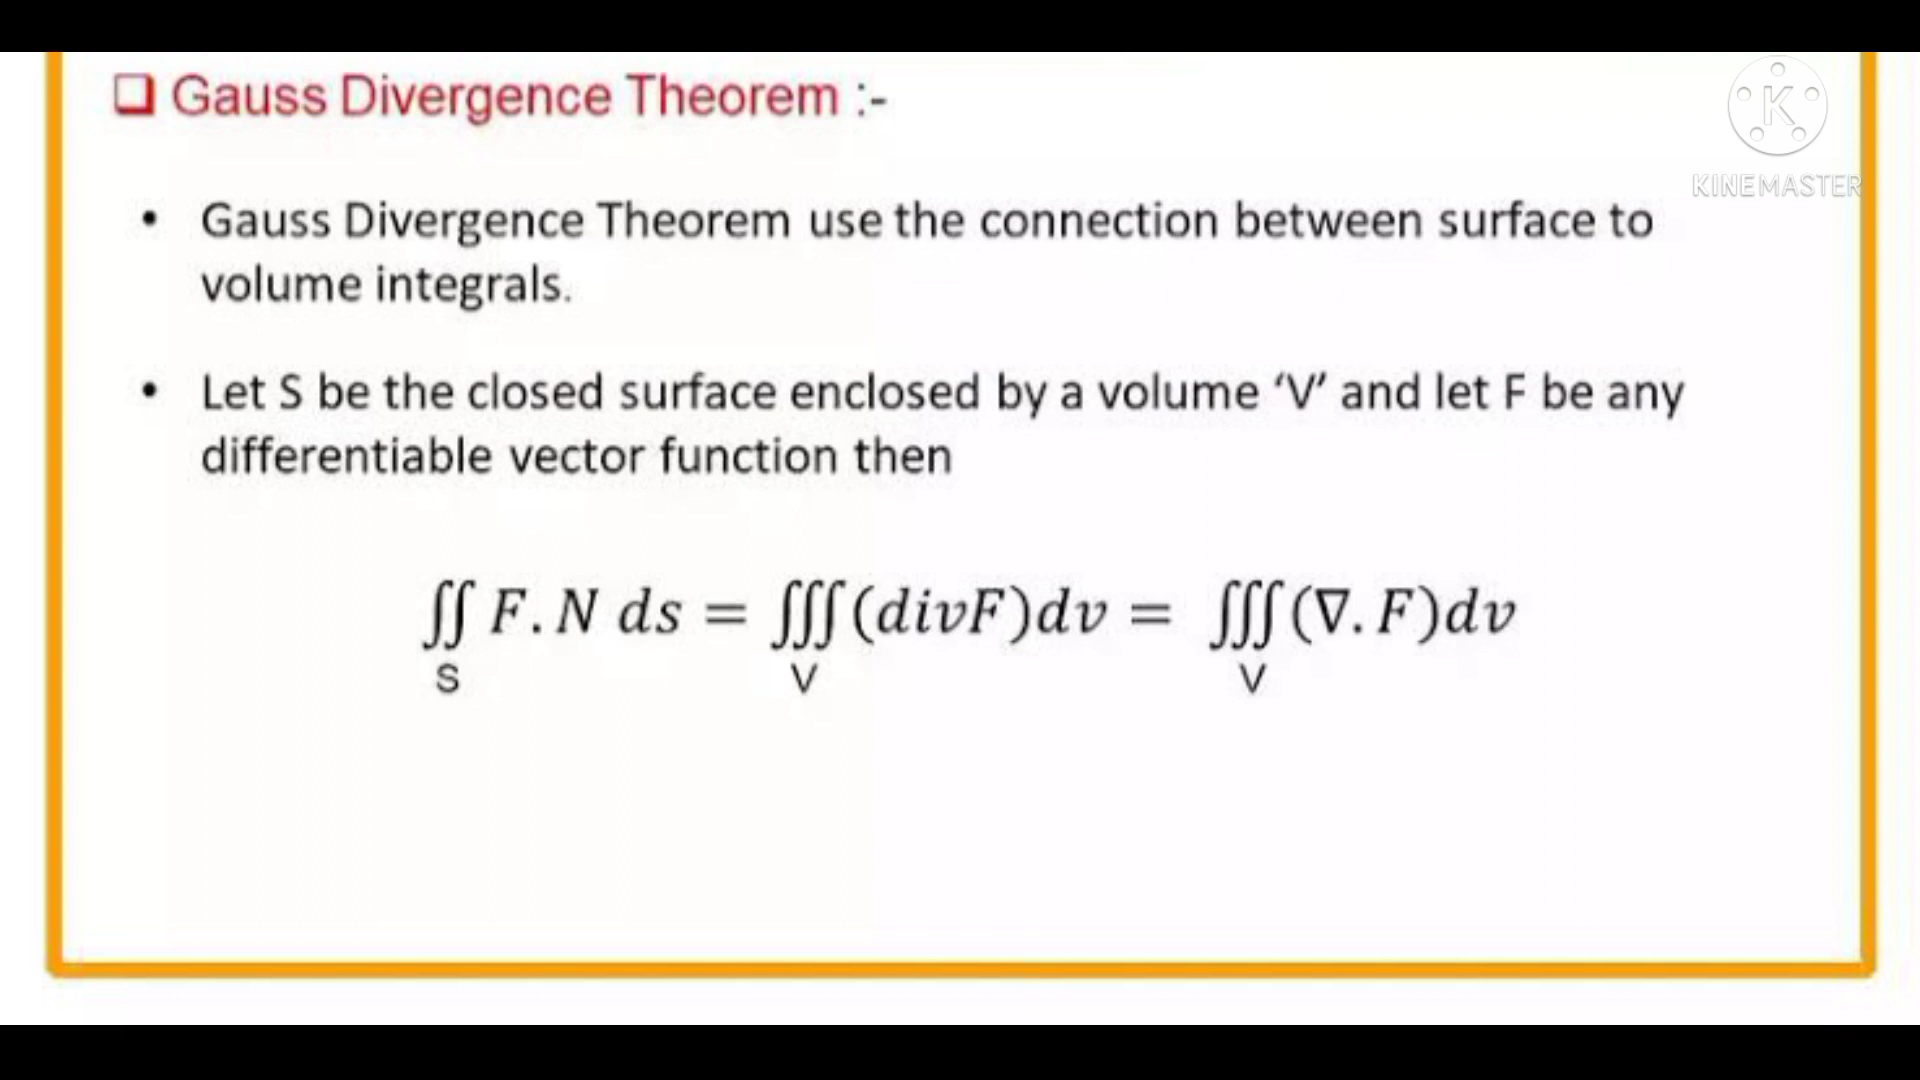 ❑ Gauss Divergence Theorem :-
K
KINEMASTER
• Gauss Divergence Theorem use the connection between surface to
volume integrals.
• Let S be the closed surface enclosed by a volume ‘V’ and let F be any
differentiable vector function then
∬ F. N ds = ∭(divF)dv = ∭(∇. F)dv
S V V